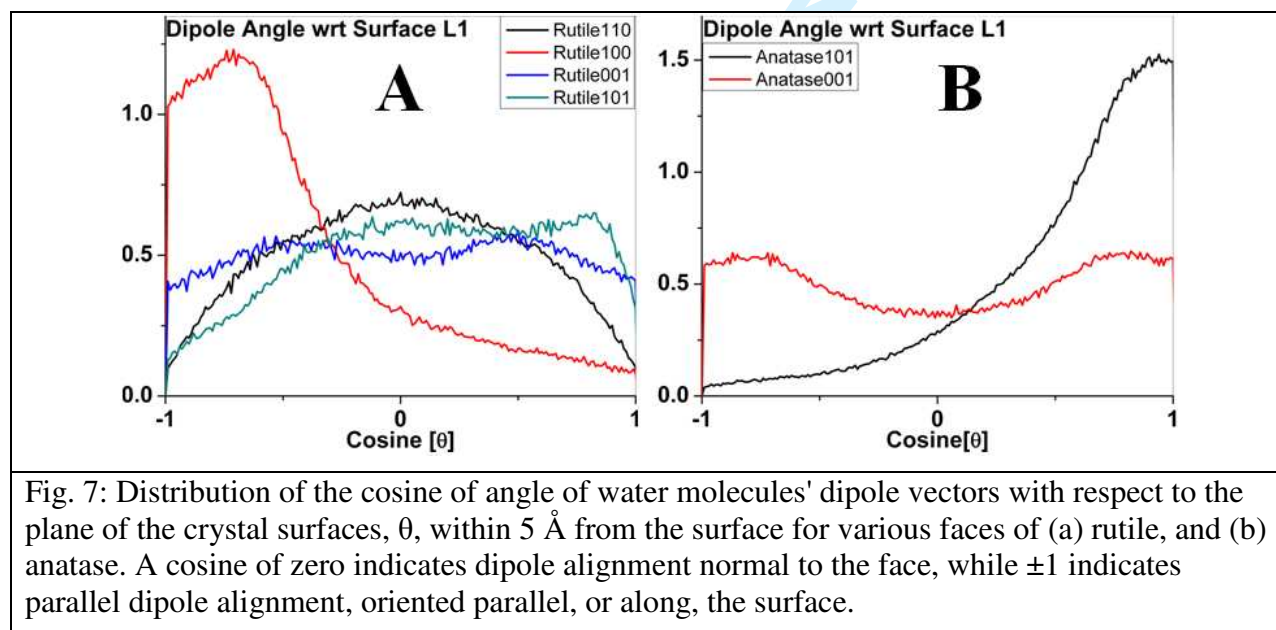 Dipole Angle wrt Surface L1
Rutile110
Rutile100
Rutile001
Rutile101
A
1.0
0.5
0.0
-1
0
1
Cosine [θ]
Dipole Angle wrt Surface L1
Anatase101
Anatase001
B
1.5
1.0
0.5
0.0
-1
0
1
Cosine[θ]
Fig. 7: Distribution of the cosine of angle of water molecules' dipole vectors with respect to the
plane of the crystal surfaces, θ, within 5 Å from the surface for various faces of (a) rutile, and (b)
anatase. A cosine of zero indicates dipole alignment normal to the face, while ±1 indicates
parallel dipole alignment, oriented parallel, or along, the surface.